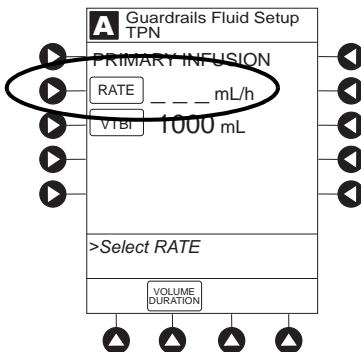 A Guardrails Fluid Setup
TPN
PRIMARY INFUSION
RATE _ _ _ mL/h
VTBI 1000 mL
>Select RATE
VOLUME
DURATION